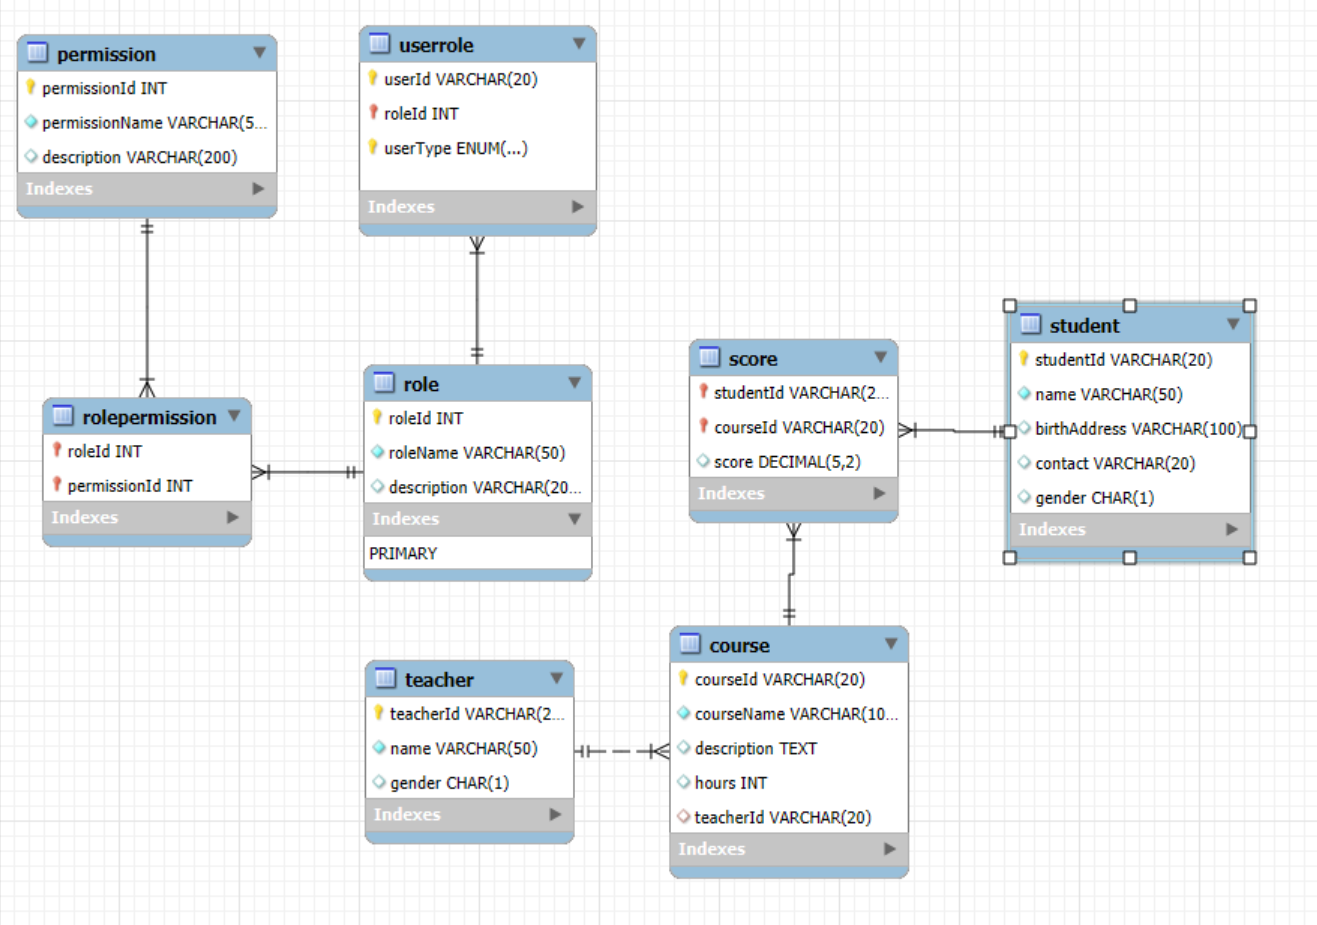 permission
permissionId INT
permissionName VARCHAR(5...
description VARCHAR(200)
Indexes
userrole
userId VARCHAR(20)
roleId INT
userType ENUM(...)
Indexes
rolepermission
roleId INT
permissionId INT
Indexes
role
roleId INT
roleName VARCHAR(50)
description VARCHAR(20...
Indexes
PRIMARY
score
studentId VARCHAR(2...
courseId VARCHAR(20)
score DECIMAL(5,2)
Indexes
student
studentId VARCHAR(20)
name VARCHAR(50)
birthAddress VARCHAR(100)
contact VARCHAR(20)
gender CHAR(1)
Indexes
teacher
teacherId VARCHAR(2...
name VARCHAR(50)
gender CHAR(1)
Indexes
course
courseId VARCHAR(20)
courseName VARCHAR(10...
description TEXT
hours INT
teacherId VARCHAR(20)
Indexes